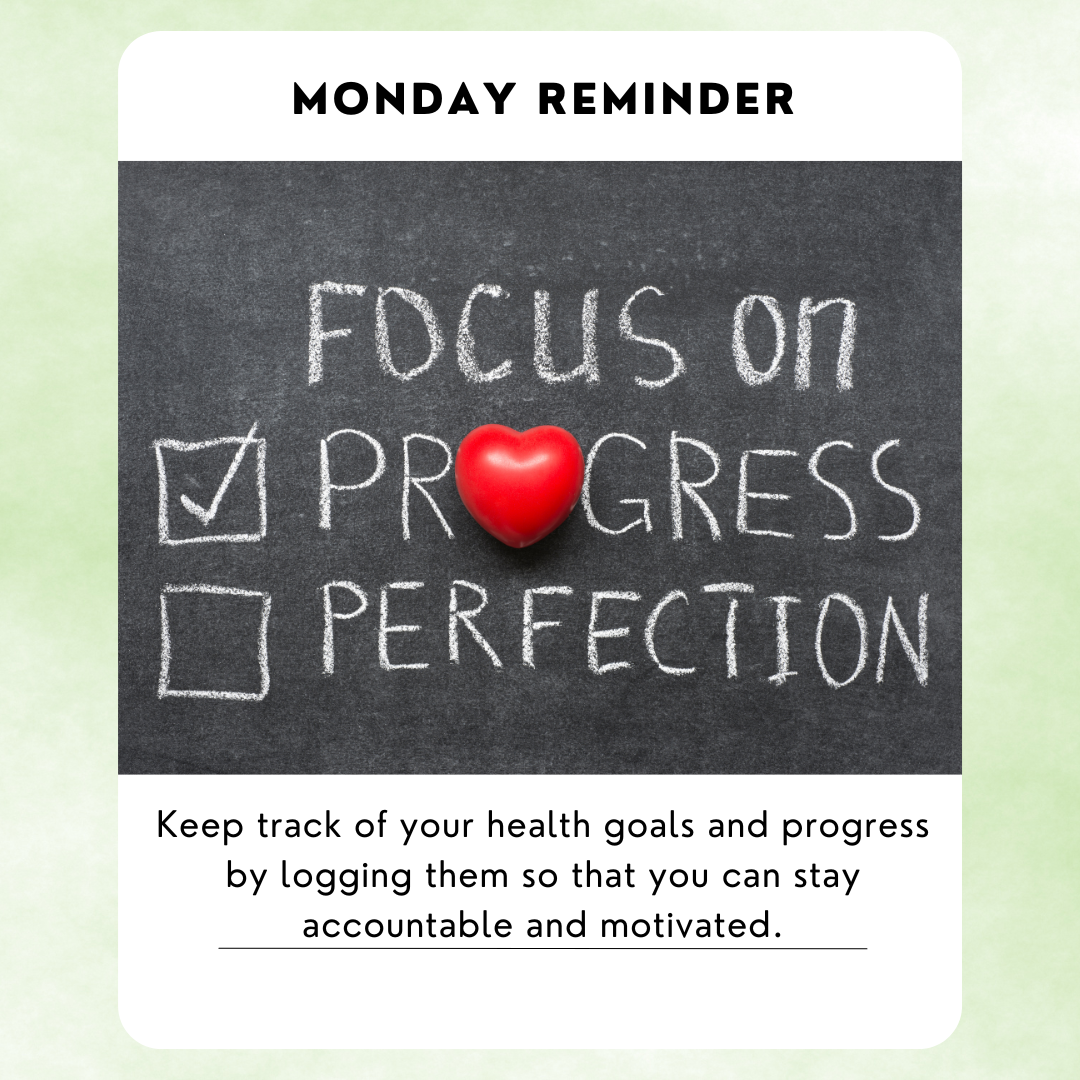 MONDAY REMINDER
FOCUS on
PROGRESS
PERFECTION
Keep track of your health goals and progress
by logging them so that you can stay
accountable and motivated.